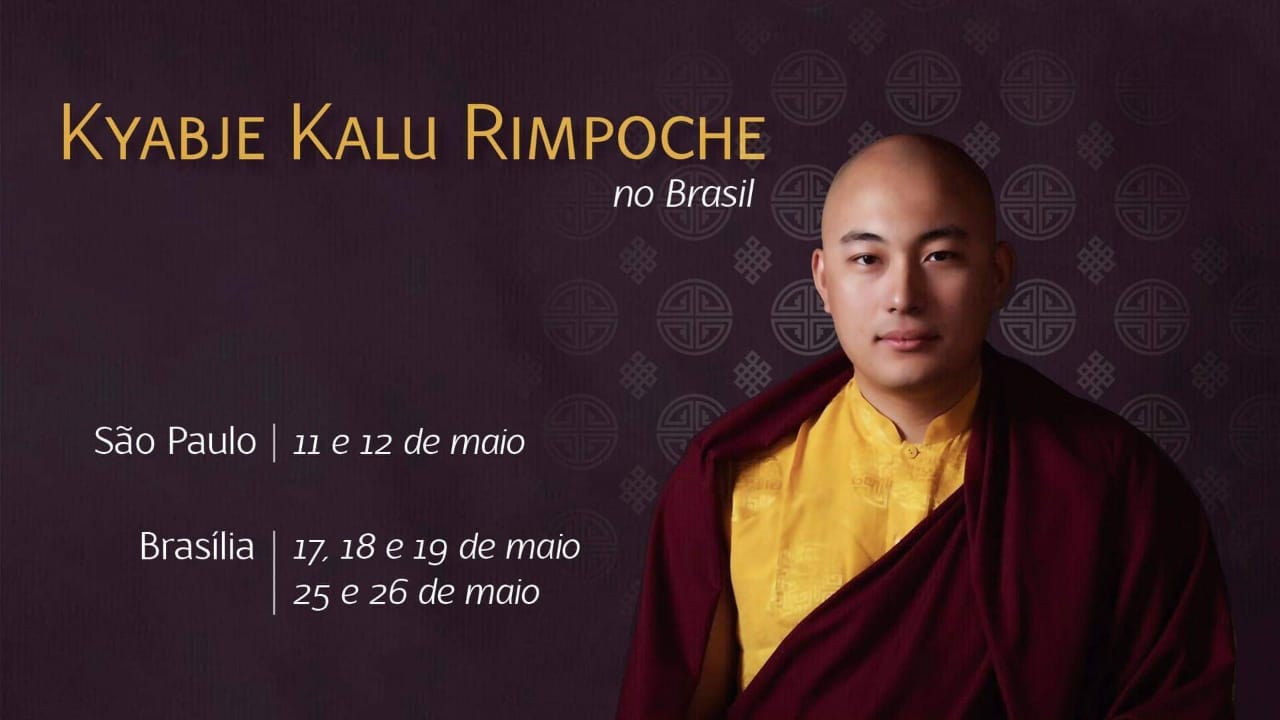 Kyabje Kalu Rimpoche
no Brasil
São Paulo | 11 e 12 de maio
Brasília | 17, 18 e 19 de maio
25 e 26 de maio